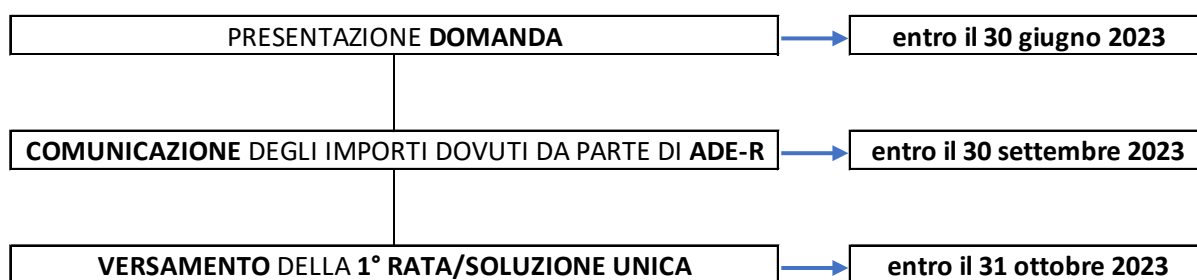 PRESENTAZIONE DOMANDA
entro il 30 giugno 2023
COMUNICAZIONE DEGLI IMPORTI DOVUTI DA PARTE DI ADE-R
entro il 30 settembre 2023
VERSAMENTO DELLA 1° RATA/SOLUZIONE UNICA
entro il 31 ottobre 2023